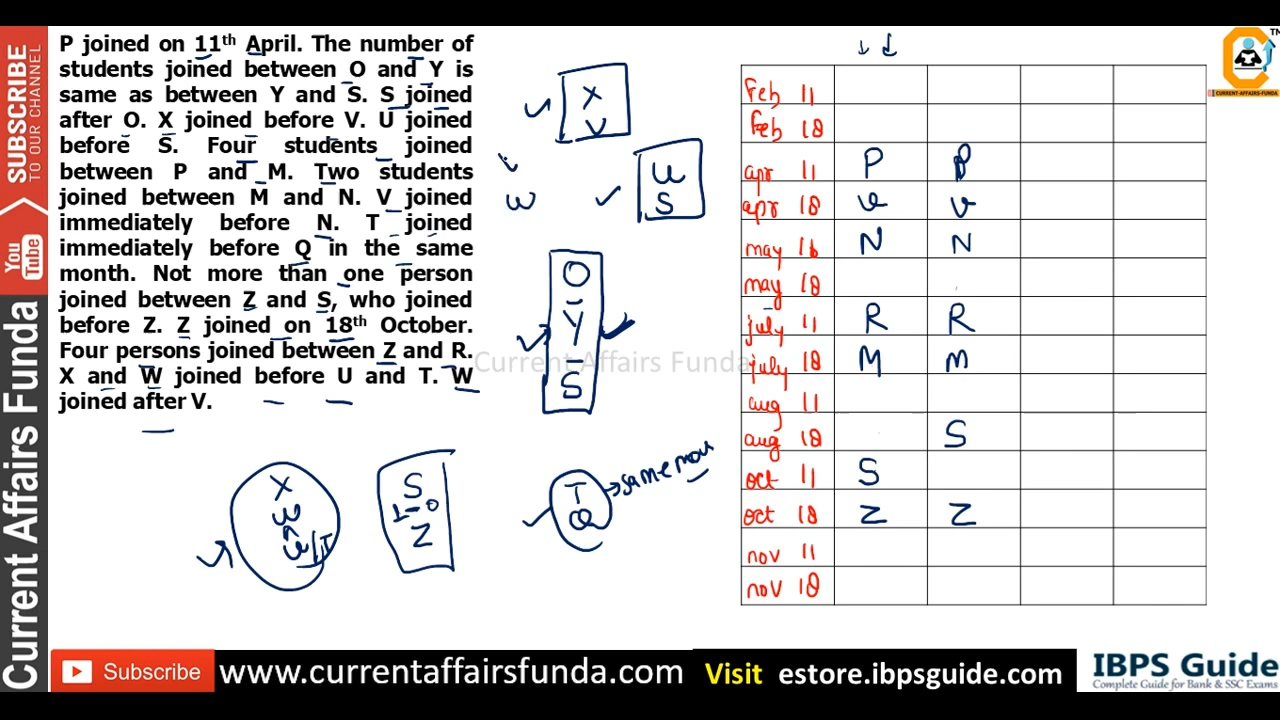 SUBSCRIBE
TO OUR CHANNEL
You
Tube
Current Affairs Funda
P joined on 11th April. The number of
students joined between O and Y is
same as between Y and S. S joined
after O. X joined before V. U joined
before S. Four students joined
between P and M. Two students
joined between M and N. V joined
immediately before N. T joined
immediately before Q in the same
month. Not more than one person
joined between Z and S, who joined
before Z. Z joined on 18th October.
Four persons joined between Z and R.
X and W joined before U and T. W
joined after V.
X
V
U
S
W
O
Y
S
Current Affairs Funda
X
W
U/T
S
1-0
Z
T
Q
same mon
TM
CURRENT-AFFAIRS-FUNDA
Feb 11
Feb 18
apr 11 P P
apr 18 V V
may 11 N N
may 18
july 11 R R
july 18 M M
aug 11
aug 18 S
oct 11 S
oct 18 Z Z
nov 11
nov 18
Subscribe
www.currentaffairsfunda.com
Visit estore.ibpsguide.com
IBPS Guide
Complete Guide for Bank & SSC Exams